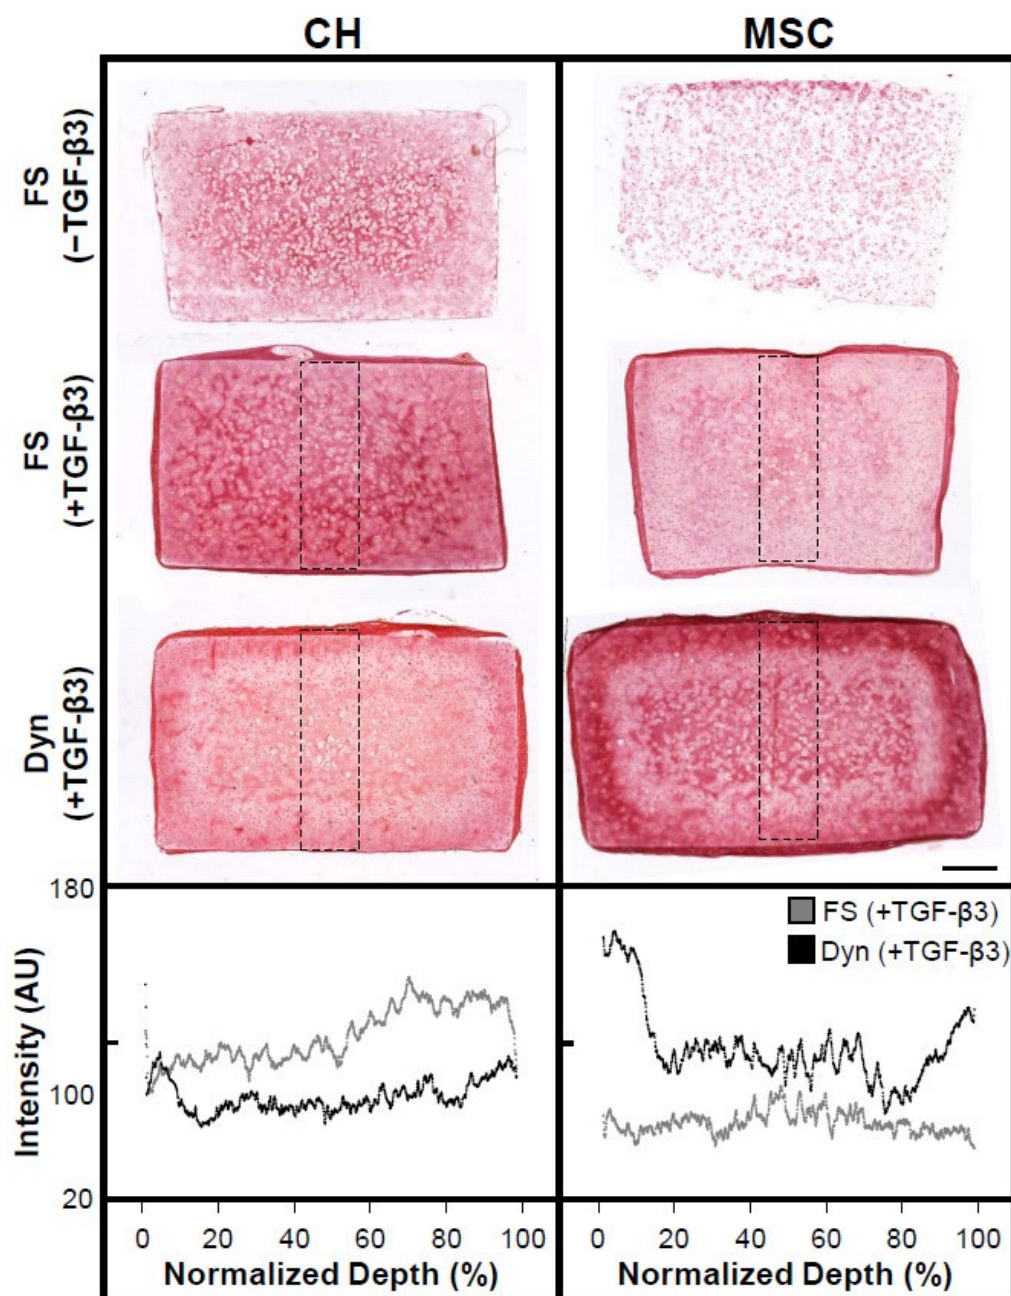 CH
MSC
FS
(−TGF-β3)
FS
(+TGF-β3)
Dyn
(+TGF-β3)
180
100
20
Intensity (AU)
FS (+TGF-β3)
Dyn (+TGF-β3)
0 20 40 60 80 100
0 20 40 60 80 100
Normalized Depth (%)
Normalized Depth (%)